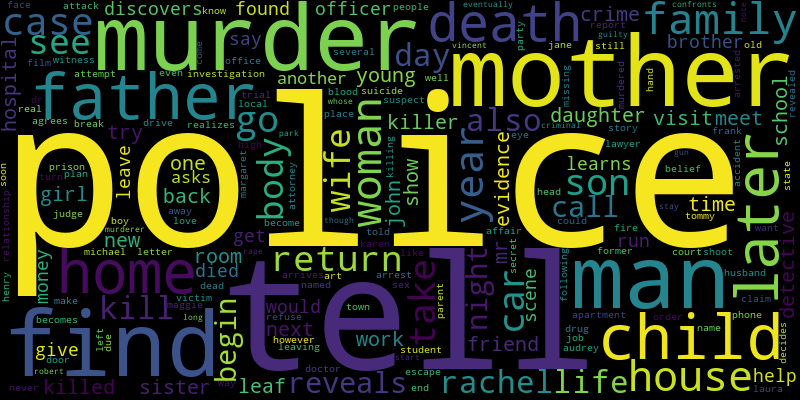 face attack discovers know found officer people eventually confronts note
case murder death family
see say several day crime report guilty
film witness office come party vincent jane still brother old
hospital attempt even investigation another young well mother
father blood suicide missing hand murdered arrested revealed
real dr trial whose suspect killer also daughter visit meet school
agrees break drive realizes local place
try go park woman killing eye criminal story frank
police high body wife john year evidence lawyer gun accident
prison turn plan leave one asks margaret attorney show learns belief state
soon girl back head son
relationship judge boy away love become though told affair call could time stay tommy
murderer new get karen mr secret fire run later detective
michael letter room rape return like former court shoot want
henry money home died arrives art arrest take night car scene following man husband
make victim dead named sex parent claim
becomes maggie kill begin would town tell drug apartment order phone
find long next refuse work friend job child name decides
left due however student audrey
give door leaving start house help
robert doctor escape
never killed sister way leaf reveals end rachel life laura